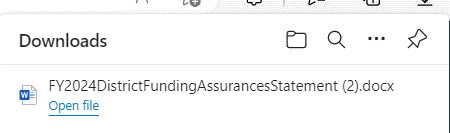 Downloads
FY2024DistrictFundingAssurancesStatement (2).docx
Open file